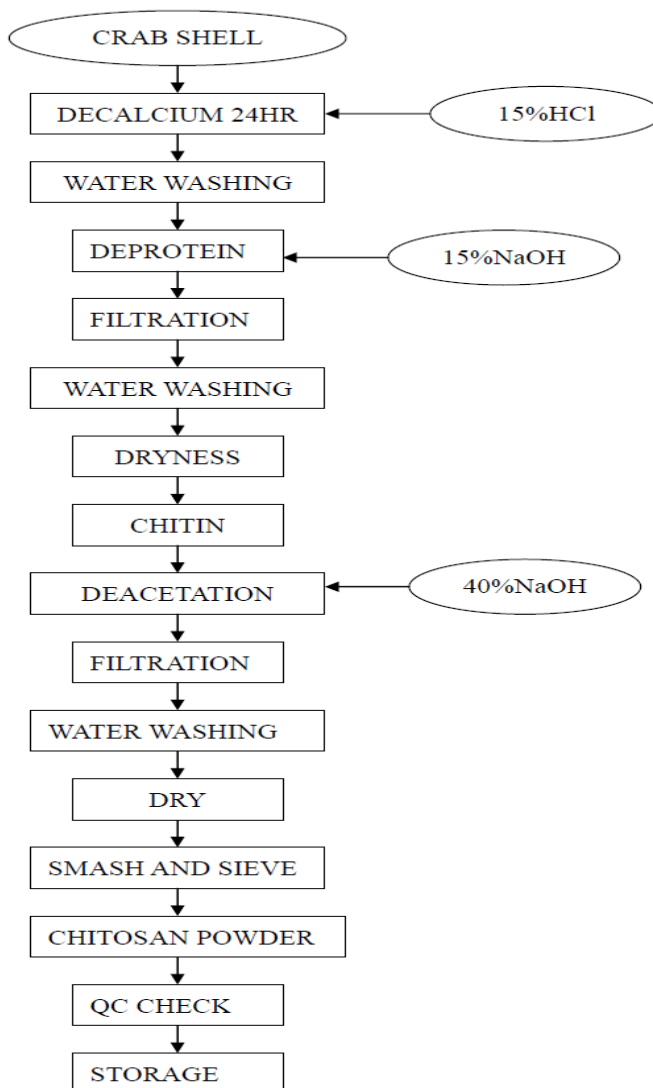 CRAB SHELL
DECALCIUM 24HR
15%HCl
WATER WASHING
DEPROTEIN
15%NaOH
FILTRATION
WATER WASHING
DRYNESS
CHITIN
DEACETATION
40%NaOH
FILTRATION
WATER WASHING
DRY
SMASH AND SIEVE
CHITOSAN POWDER
QC CHECK
STORAGE